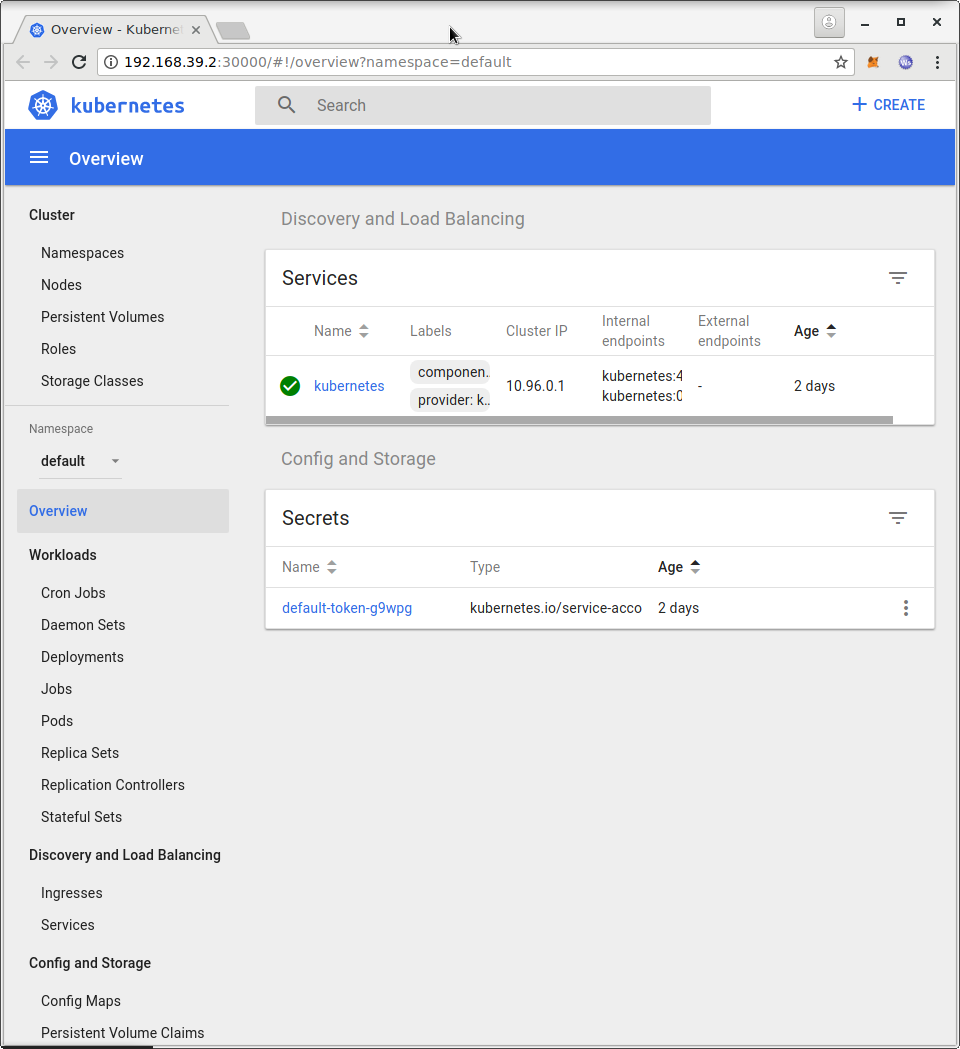 Overview - Kuberne
192.168.39.2:30000/#!/overview?namespace=default
kubernetes
Search
+ CREATE
Overview
Cluster
Namespaces
Nodes
Persistent Volumes
Roles
Storage Classes
Namespace
default
Overview
Workloads
Cron Jobs
Daemon Sets
Deployments
Jobs
Pods
Replica Sets
Replication Controllers
Stateful Sets
Discovery and Load Balancing
Ingresses
Services
Config and Storage
Config Maps
Persistent Volume Claims
Discovery and Load Balancing
Services
Name Labels Cluster IP Internal endpoints External endpoints Age
kubernetes componen.. provider: k.. 10.96.0.1 kubernetes:4 kubernetes:0 - 2 days
Config and Storage
Secrets
Name Type Age
default-token-g9wpg kubernetes.io/service-acco 2 days